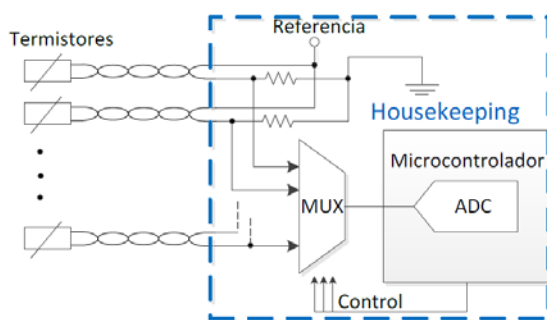 Termistores
Referencia
Housekeeping
Microcontrolador
MUX
ADC
Control